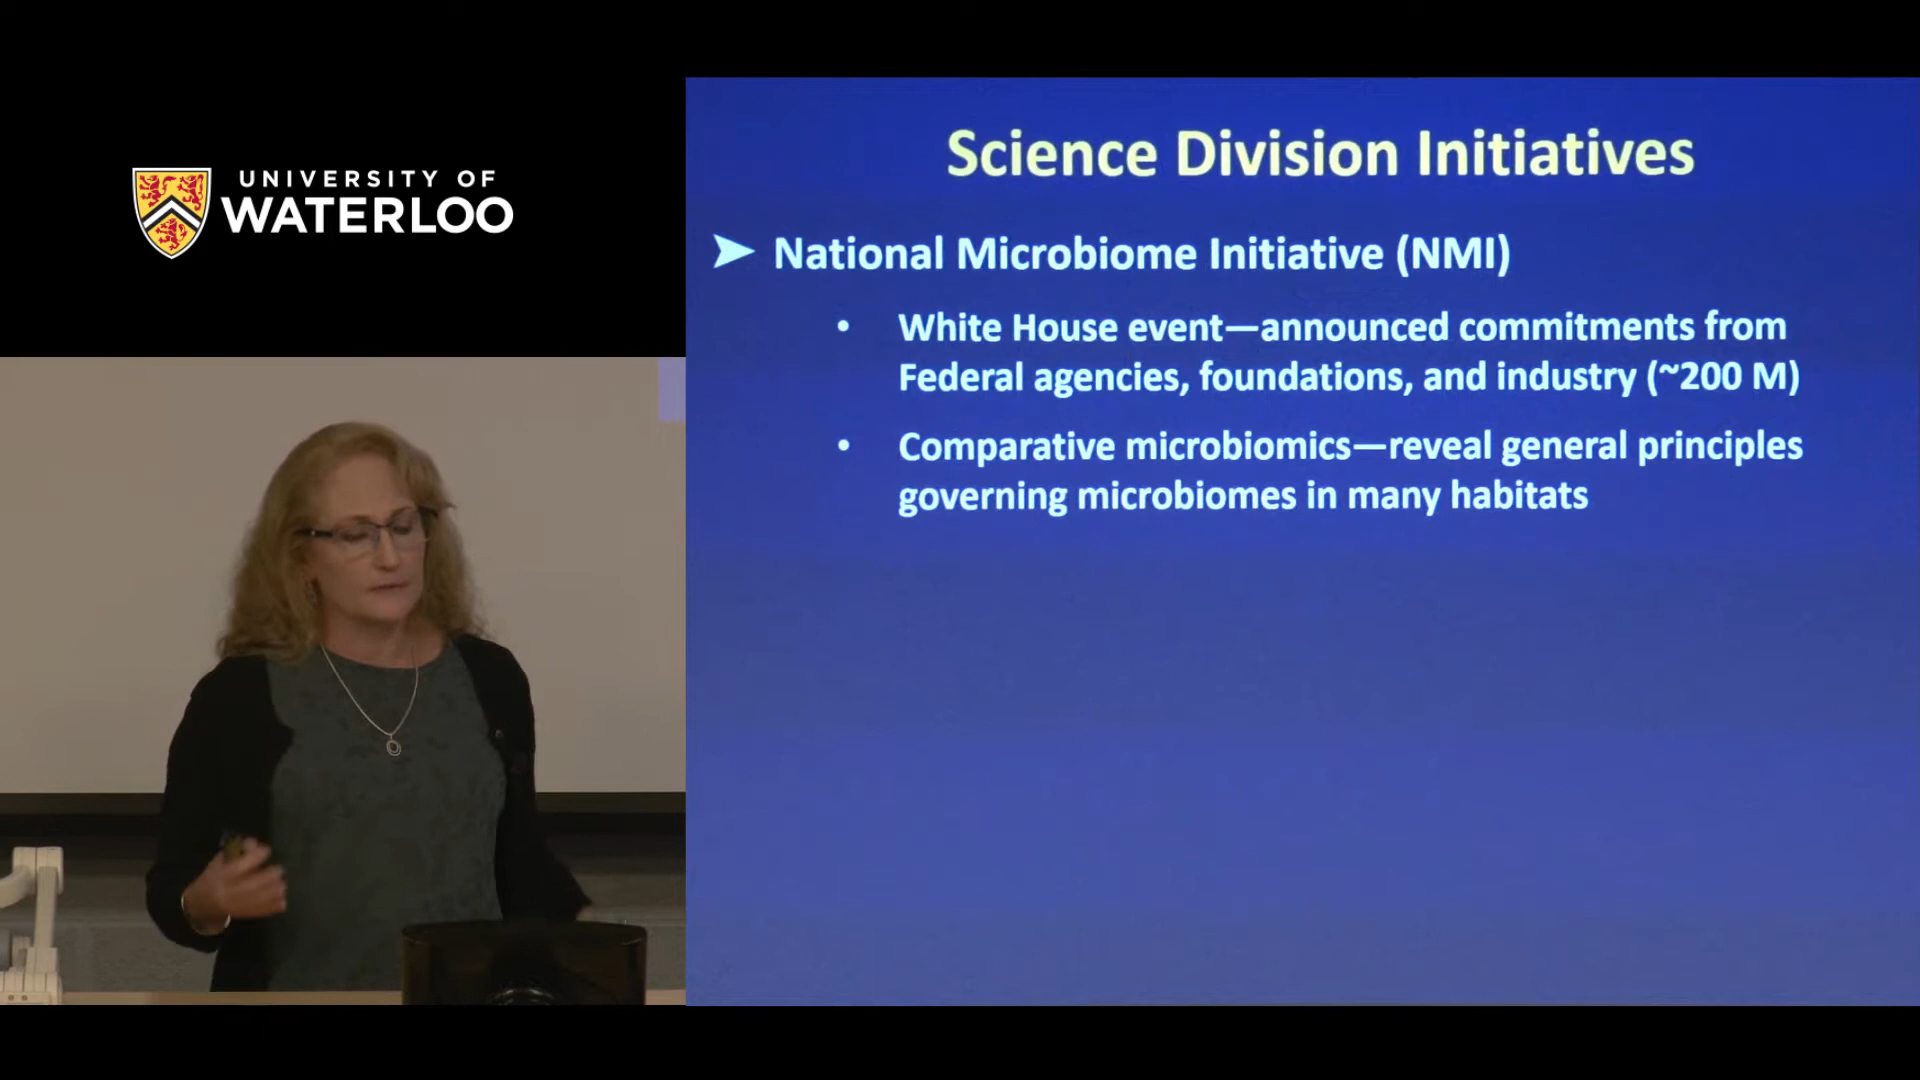 UNIVERSITY OF
WATERLOO
Science Division Initiatives
➤ National Microbiome Initiative (NMI)
• White House event—announced commitments from
Federal agencies, foundations, and industry (~200 M)
• Comparative microbiomics—reveal general principles
governing microbiomes in many habitats